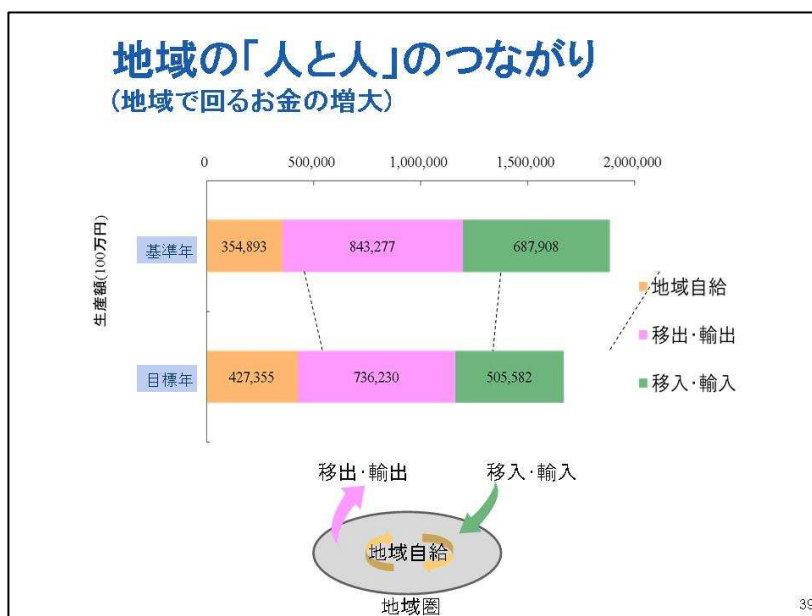 地域の「人と人」のつながり
(地域で回るお金の増大)
0 500,000 1,000,000 1,500,000 2,000,000
生産額(100万円)
基準年 354,893 843,277 687,908
地域自給
移出・輸出
移入・輸入
目標年 427,355 736,230 505,582
移出・輸出 移入・輸入
地域自給
地域圏
39